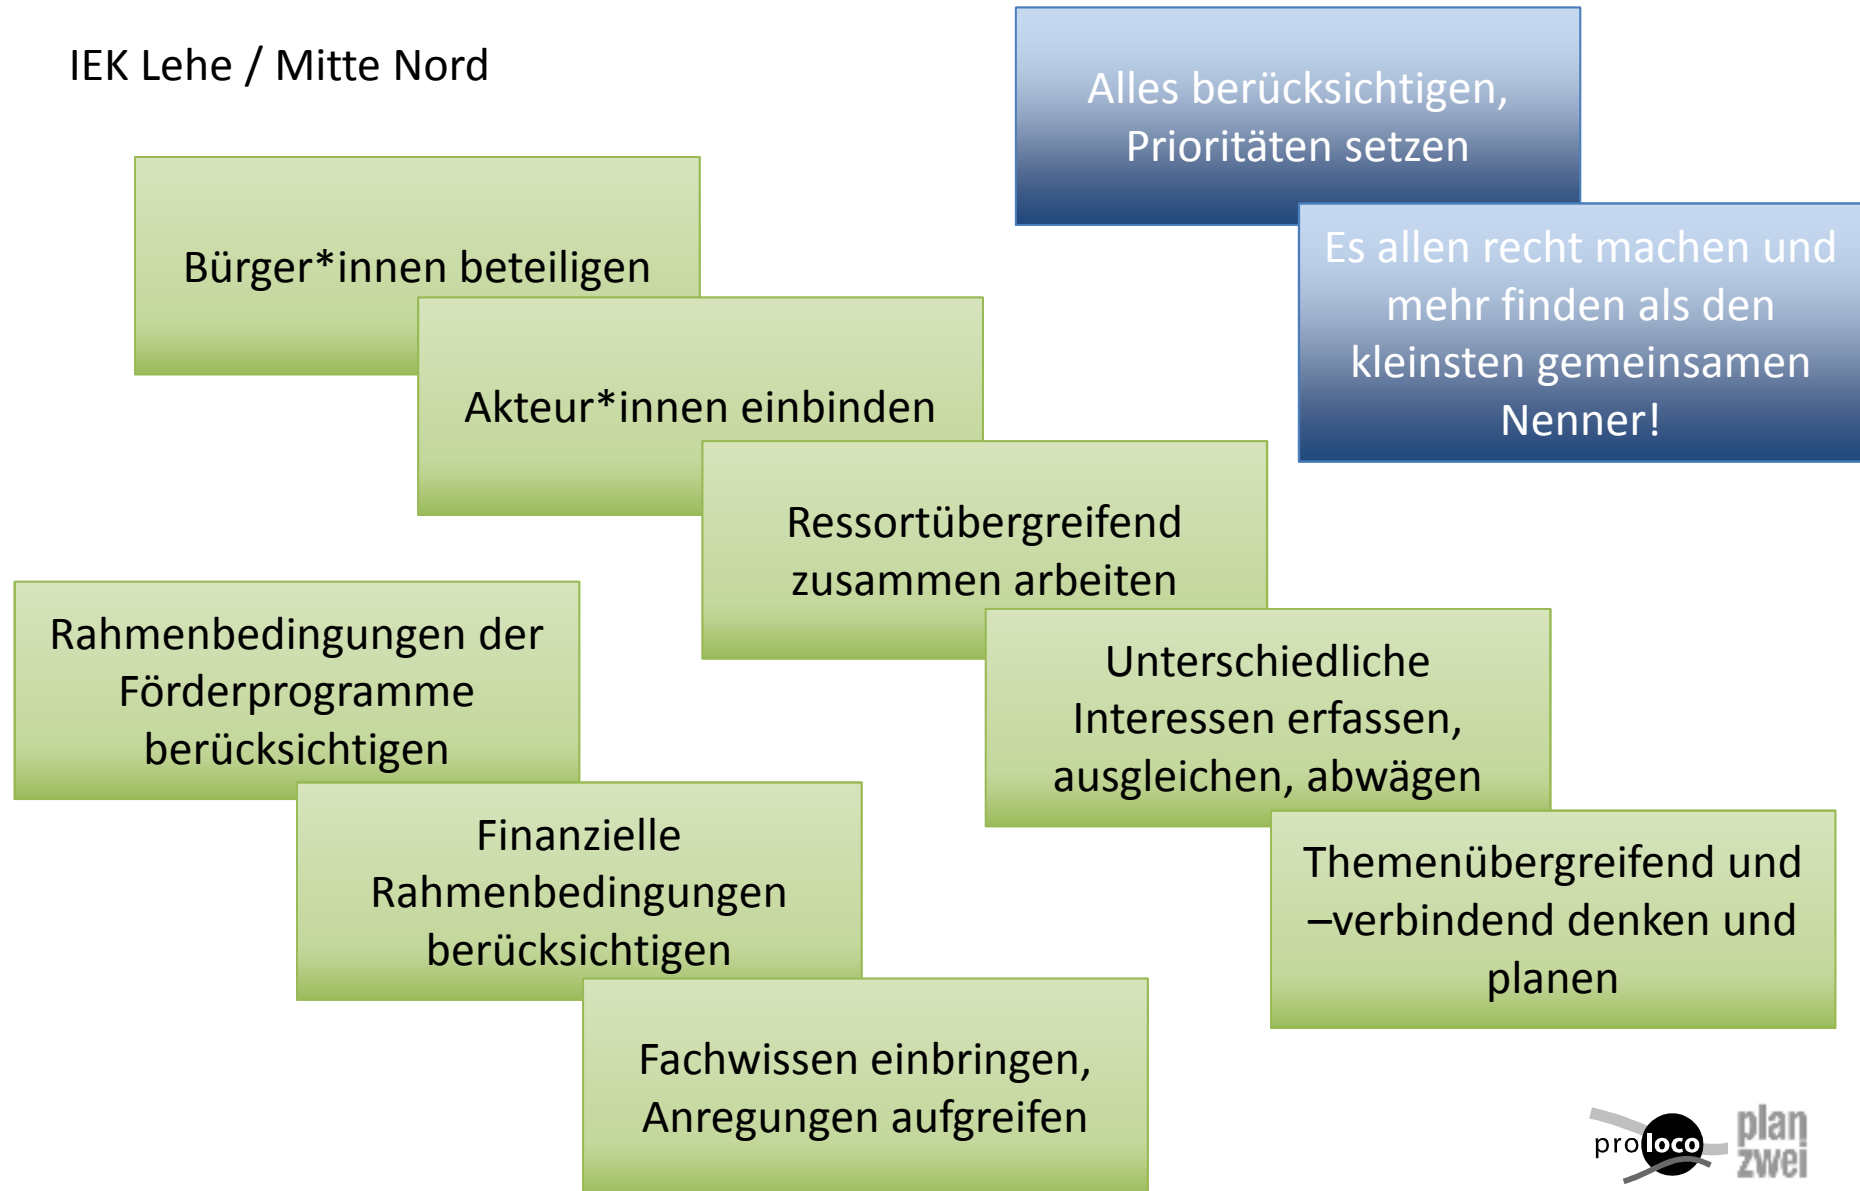 IEK Lehe / Mitte Nord
Alles berücksichtigen,
Prioritäten setzen
Es allen recht machen und
mehr finden als den
kleinsten gemeinsamen
Nenner!
Bürger*innen beteiligen
Akteur*innen einbinden
Ressortübergreifend
zusammen arbeiten
Unterschiedliche
Interessen erfassen,
ausgleichen, abwägen
Themenübergreifend und
–verbindend denken und
planen
Rahmenbedingungen der
Förderprogramme
berücksichtigen
Finanzielle
Rahmenbedingungen
berücksichtigen
Fachwissen einbringen,
Anregungen aufgreifen
proloco
plan
zwei